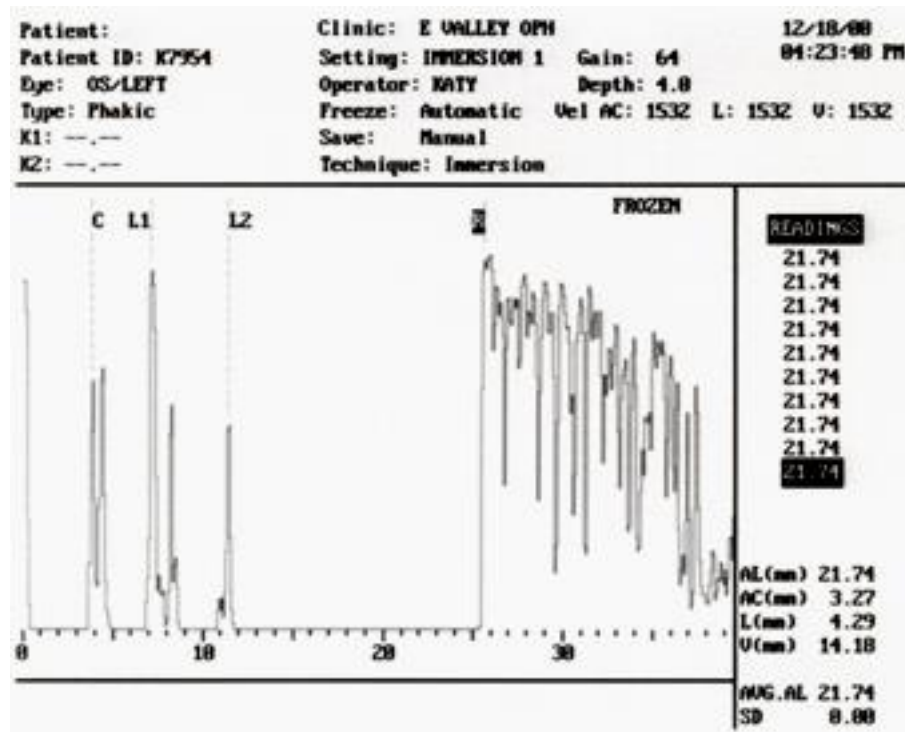 Patient: Clinic: E VALLEY OPH 12/18/00
Patient ID: K7954 Setting: IMMERSION 1 Gain: 64 04:23:48 PM
Eye: OS/LEFT Operator: KATY Depth: 4.0
Type: Phakic Freeze: Automatic Vel AC: 1532 L: 1532 V: 1532
K1: --.-- Save: Manual
K2: --.-- Technique: Immersion
C L1 L2 FROZEN
READINGS
21.74
21.74
21.74
21.74
21.74
21.74
21.74
21.74
21.74
21.74
AL(mm) 21.74
AC(mm) 3.27
L(mm) 4.29
V(mm) 14.18
0 10 20 30
AVG.AL 21.74
SD 0.00